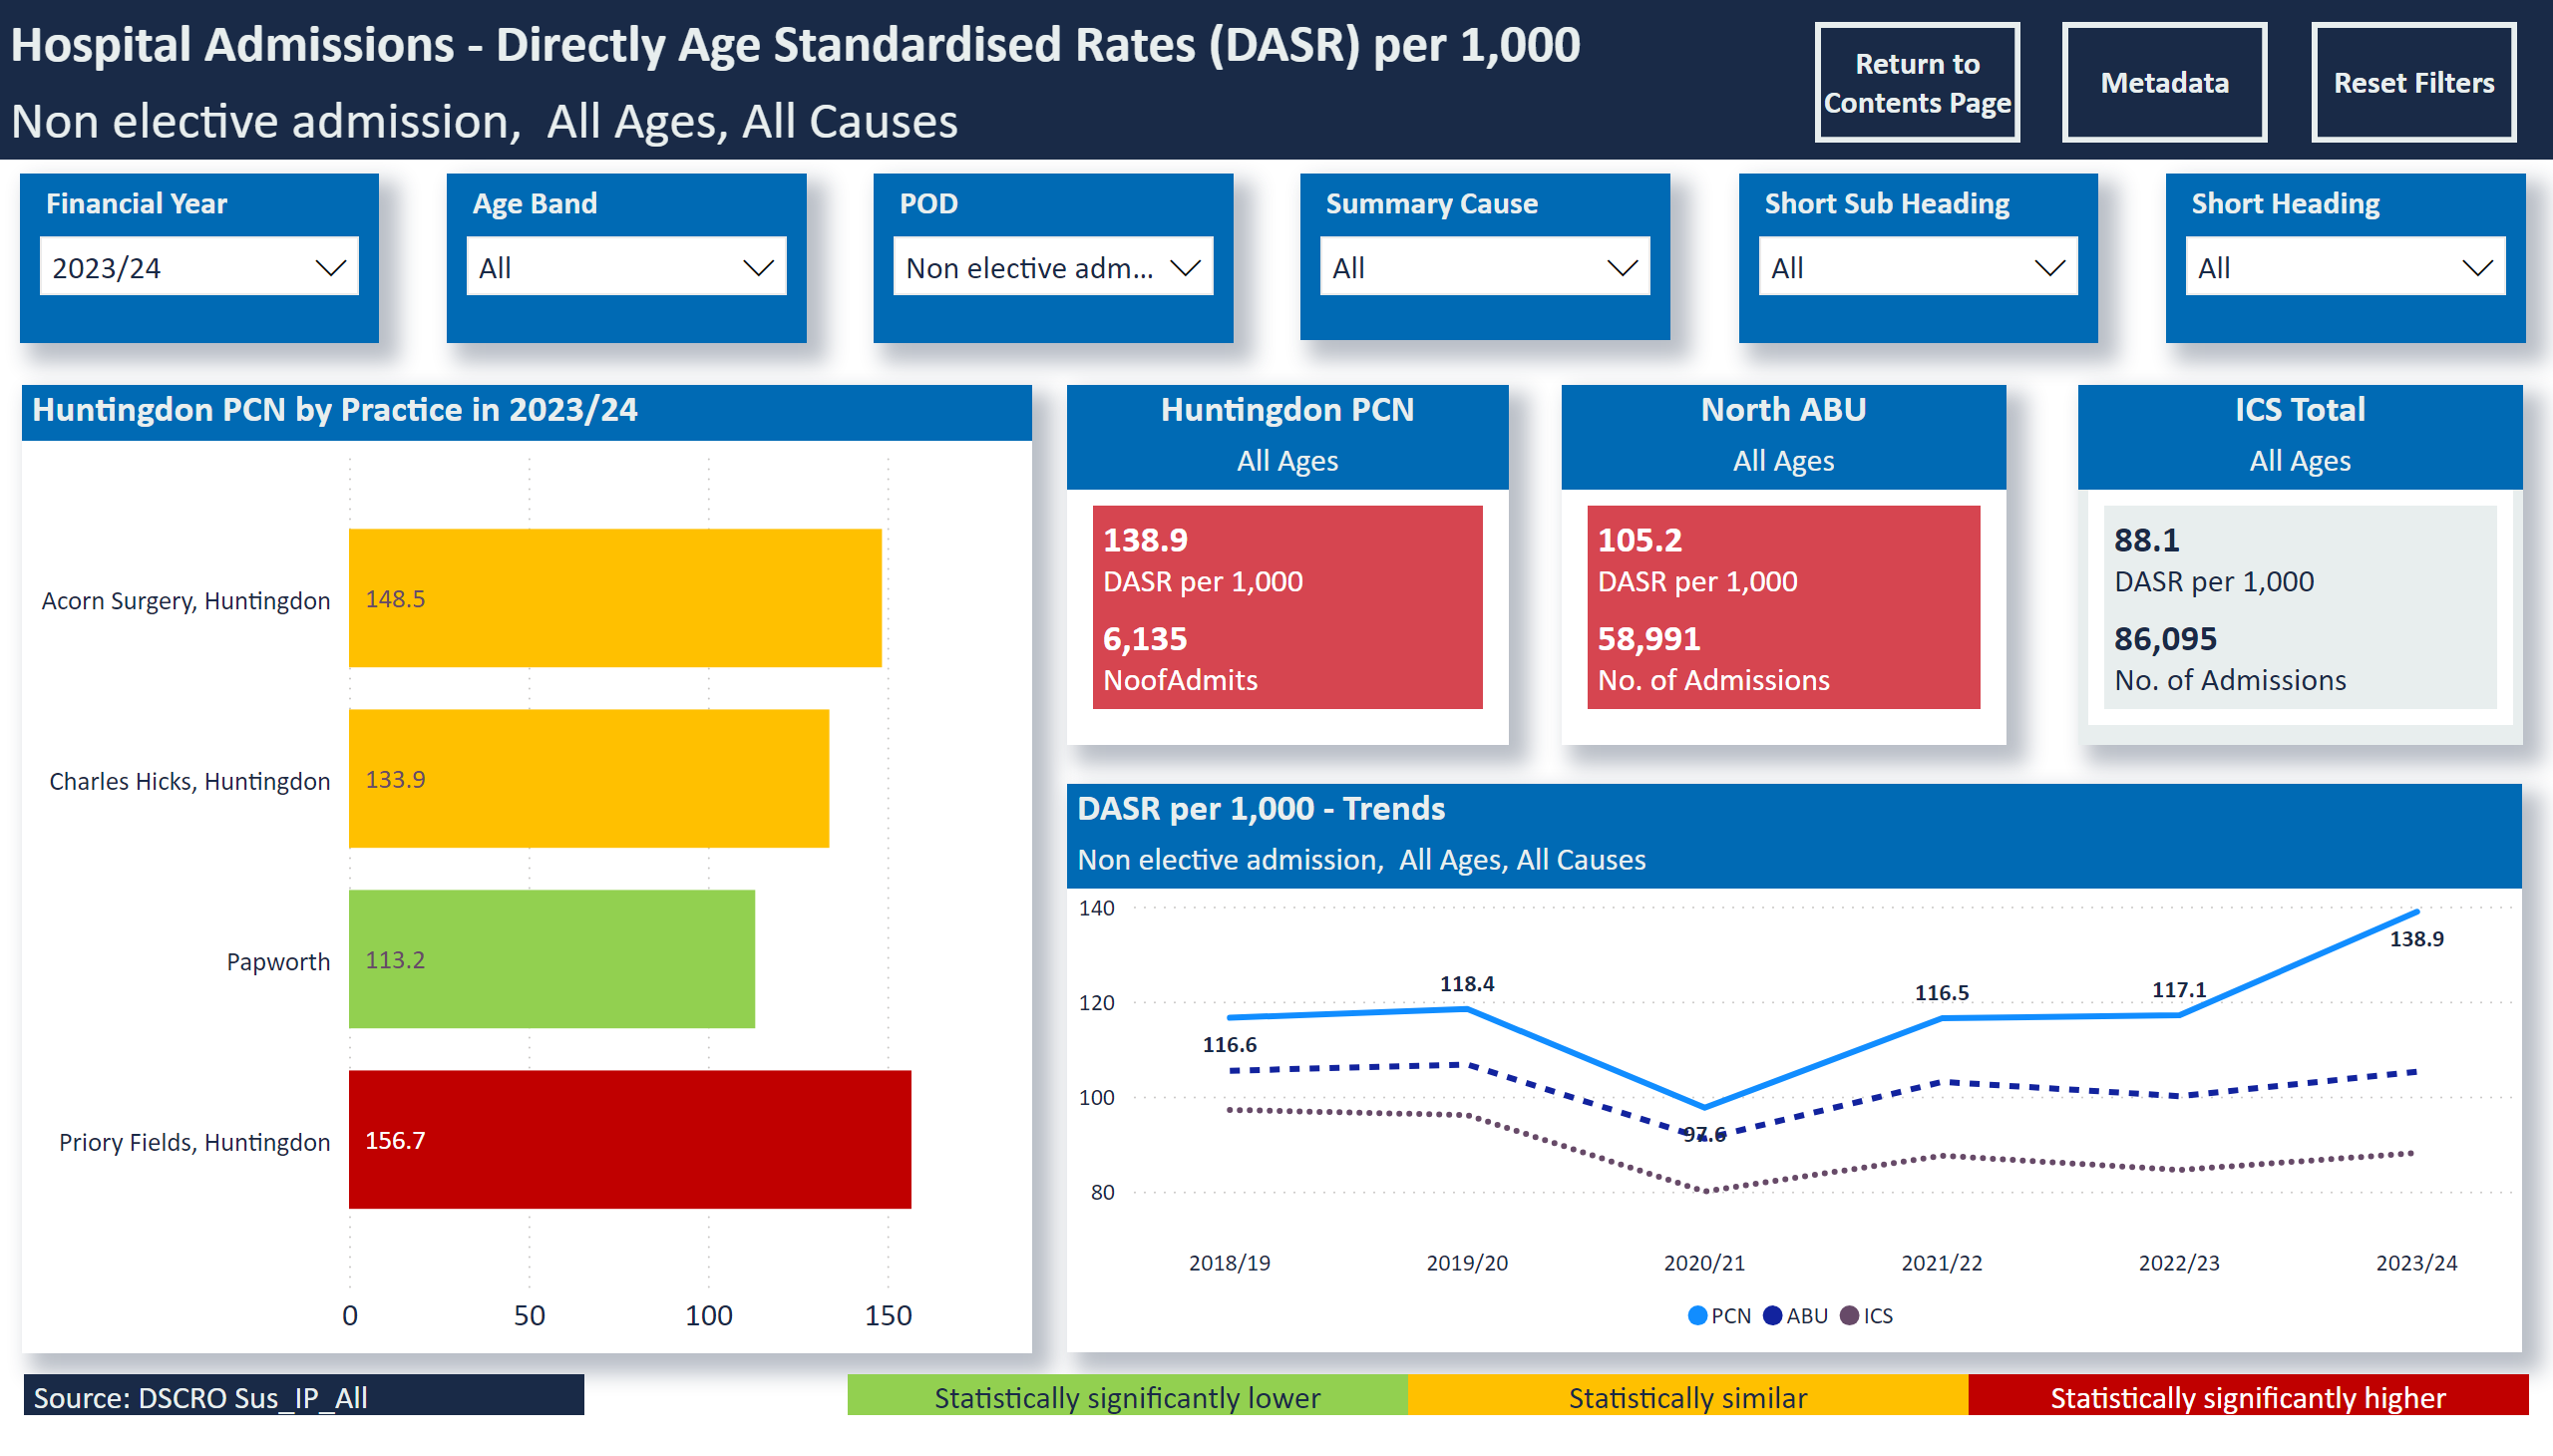 Hospital Admissions - Directly Age Standardised Rates (DASR) per 1,000
Non elective admission,  All Ages, All Causes
Return to
Contents Page
Metadata
Reset Filters
Financial Year
2023/24
Age Band
All
POD
Non elective adm...
Summary Cause
All
Short Sub Heading
All
Short Heading
All
Huntingdon PCN by Practice in 2023/24
Acorn Surgery, Huntingdon
148.5
Charles Hicks, Huntingdon
133.9
Papworth
113.2
Priory Fields, Huntingdon
156.7
0
50
100
150
Huntingdon PCN
All Ages
138.9
DASR per 1,000
6,135
NoofAdmits
North ABU
All Ages
105.2
DASR per 1,000
58,991
No. of Admissions
ICS Total
All Ages
88.1
DASR per 1,000
86,095
No. of Admissions
DASR per 1,000 - Trends
Non elective admission,  All Ages, All Causes
140
120
100
80
116.6
118.4
97.6
116.5
117.1
138.9
2018/19
2019/20
2020/21
2021/22
2022/23
2023/24
PCN
ABU
ICS
Source: DSCRO Sus_IP_All
Statistically significantly lower
Statistically similar
Statistically significantly higher